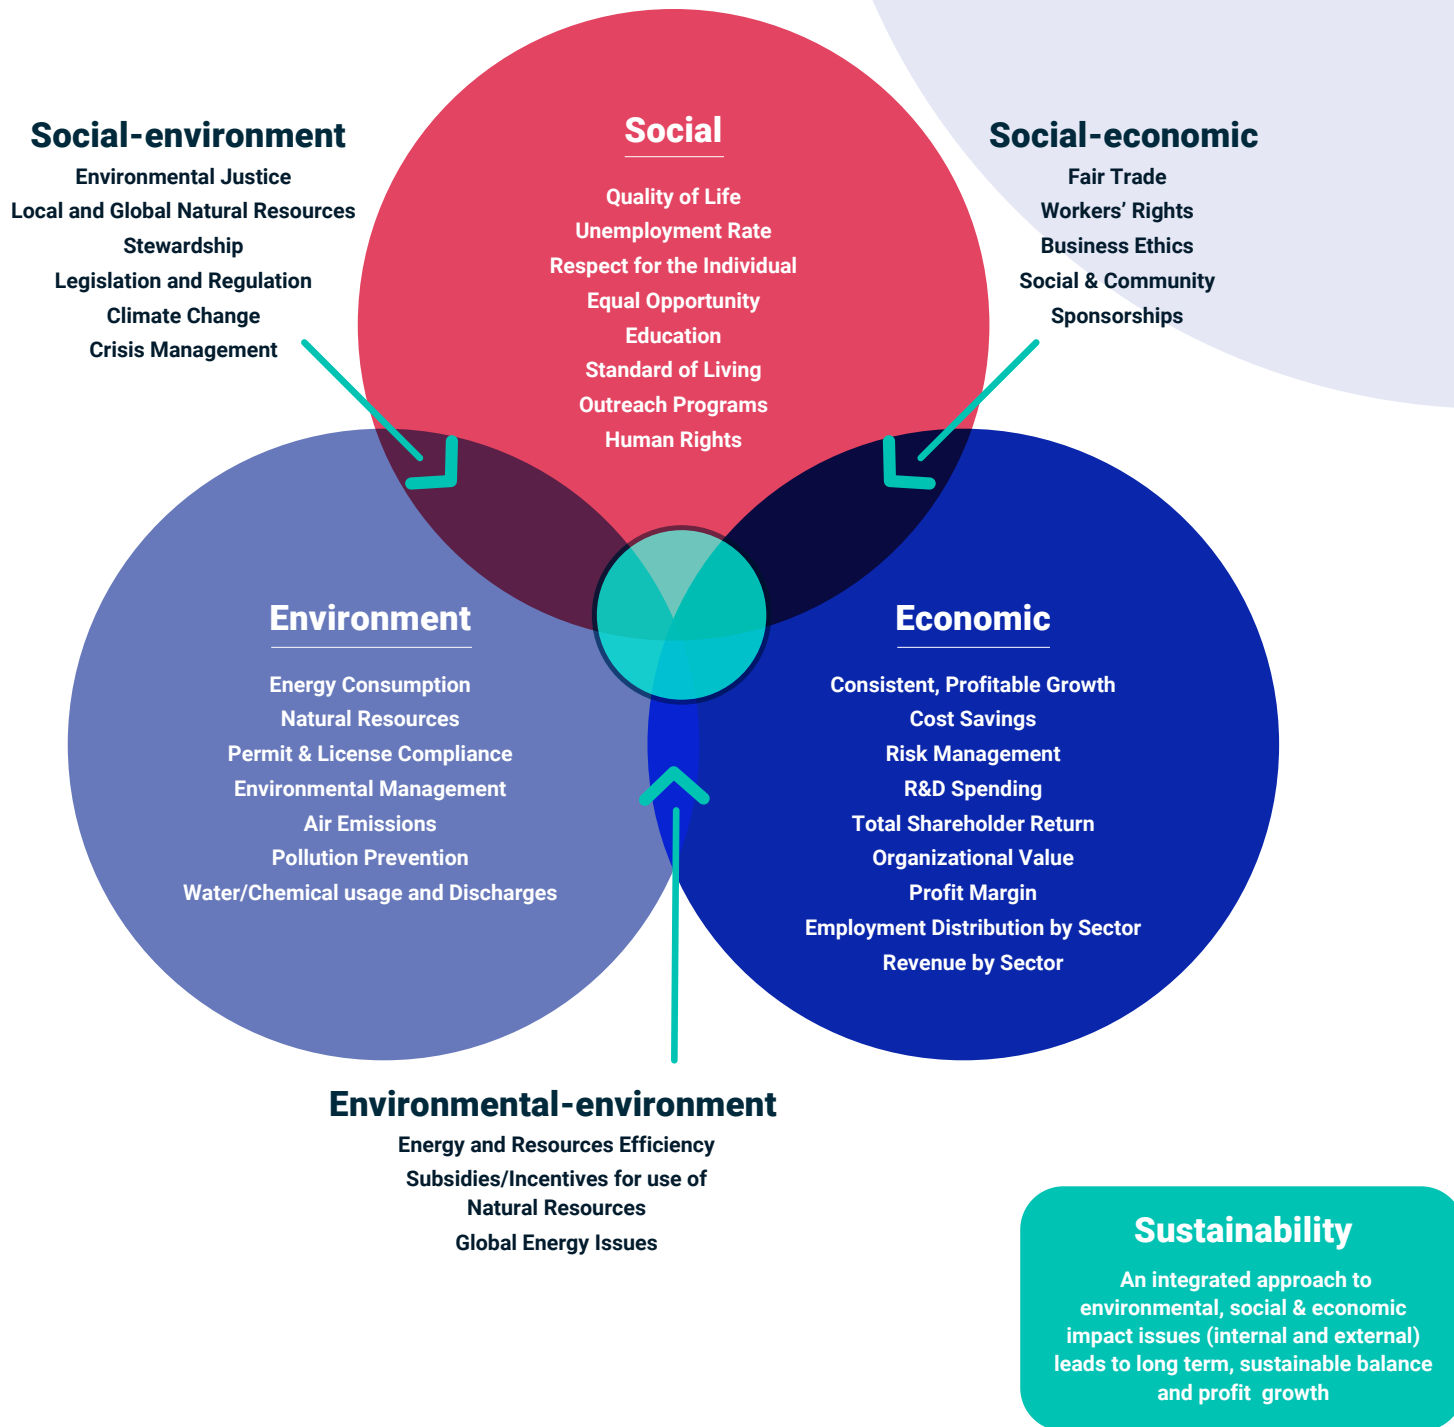 Social-environment
Environmental Justice
Local and Global Natural Resources
Stewardship
Legislation and Regulation
Climate Change
Crisis Management
Social
Quality of Life
Unemployment Rate
Respect for the Individual
Equal Opportunity
Education
Standard of Living
Outreach Programs
Human Rights
Social-economic
Fair Trade
Workers’ Rights
Business Ethics
Social & Community
Sponsorships
Environment
Energy Consumption
Natural Resources
Permit & License Compliance
Environmental Management
Air Emissions
Pollution Prevention
Water/Chemical usage and Discharges
Economic
Consistent, Profitable Growth
Cost Savings
Risk Management
R&D Spending
Total Shareholder Return
Organizational Value
Profit Margin
Employment Distribution by Sector
Revenue by Sector
Environmental-environment
Energy and Resources Efficiency
Subsidies/Incentives for use of
Natural Resources
Global Energy Issues
Sustainability
An integrated approach to
environmental, social & economic
impact issues (internal and external)
leads to long term, sustainable balance
and profit growth